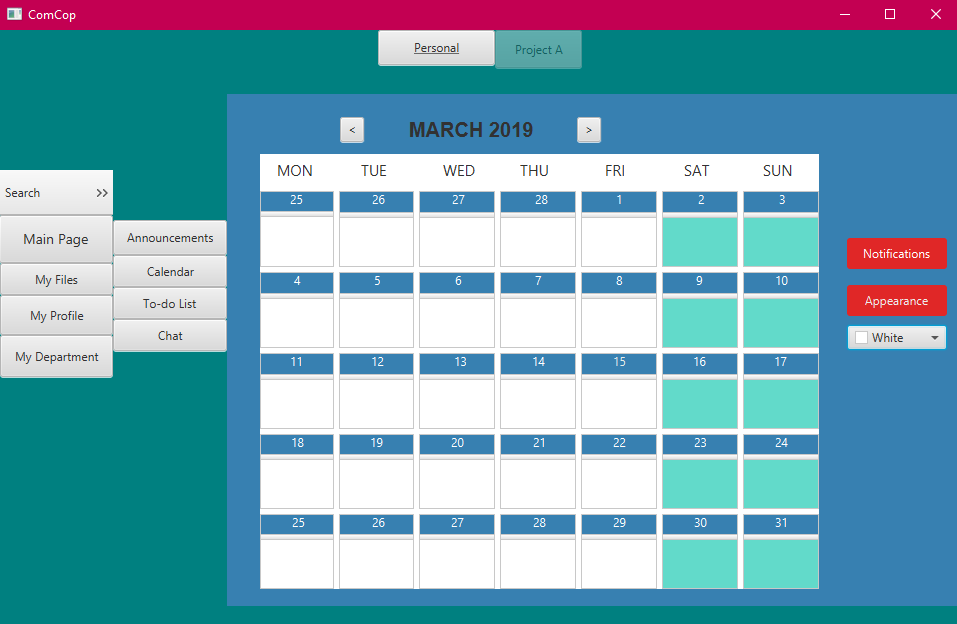 ComCop
Personal
Project A
< MARCH 2019 >
MON TUE WED THU FRI SAT SUN
25 26 27 28 1 2 3
4 5 6 7 8 9 10
11 12 13 14 15 16 17
18 19 20 21 22 23 24
25 26 27 28 29 30 31
Search >>
Main Page
My Files
My Profile
My Department
Announcements
Calendar
To-do List
Chat
Notifications
Appearance
White